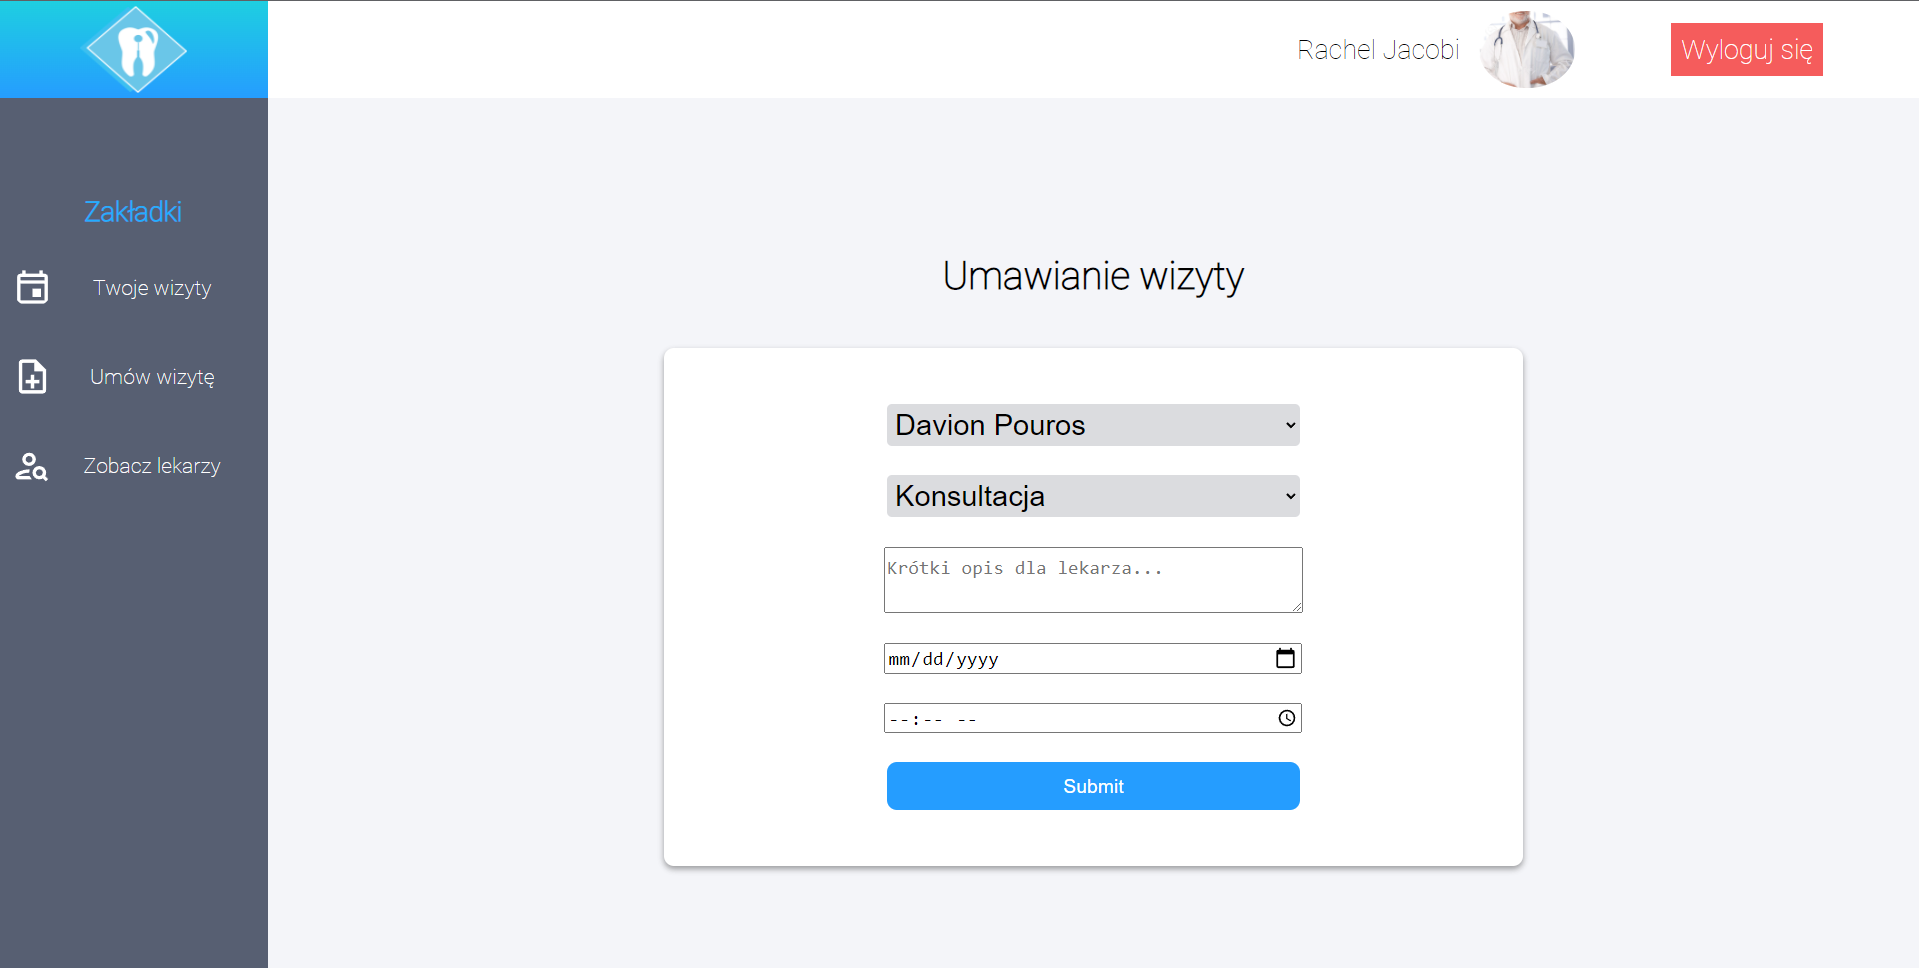 Rachel Jacobi
Wyloguj się
Zakładki
Twoje wizyty
Umów wizytę
Zobacz lekarzy
Umawianie wizyty
Davion Pouros
Konsultacja
Krótki opis dla lekarza...
mm/dd/yyyy
--:-- --
Submit